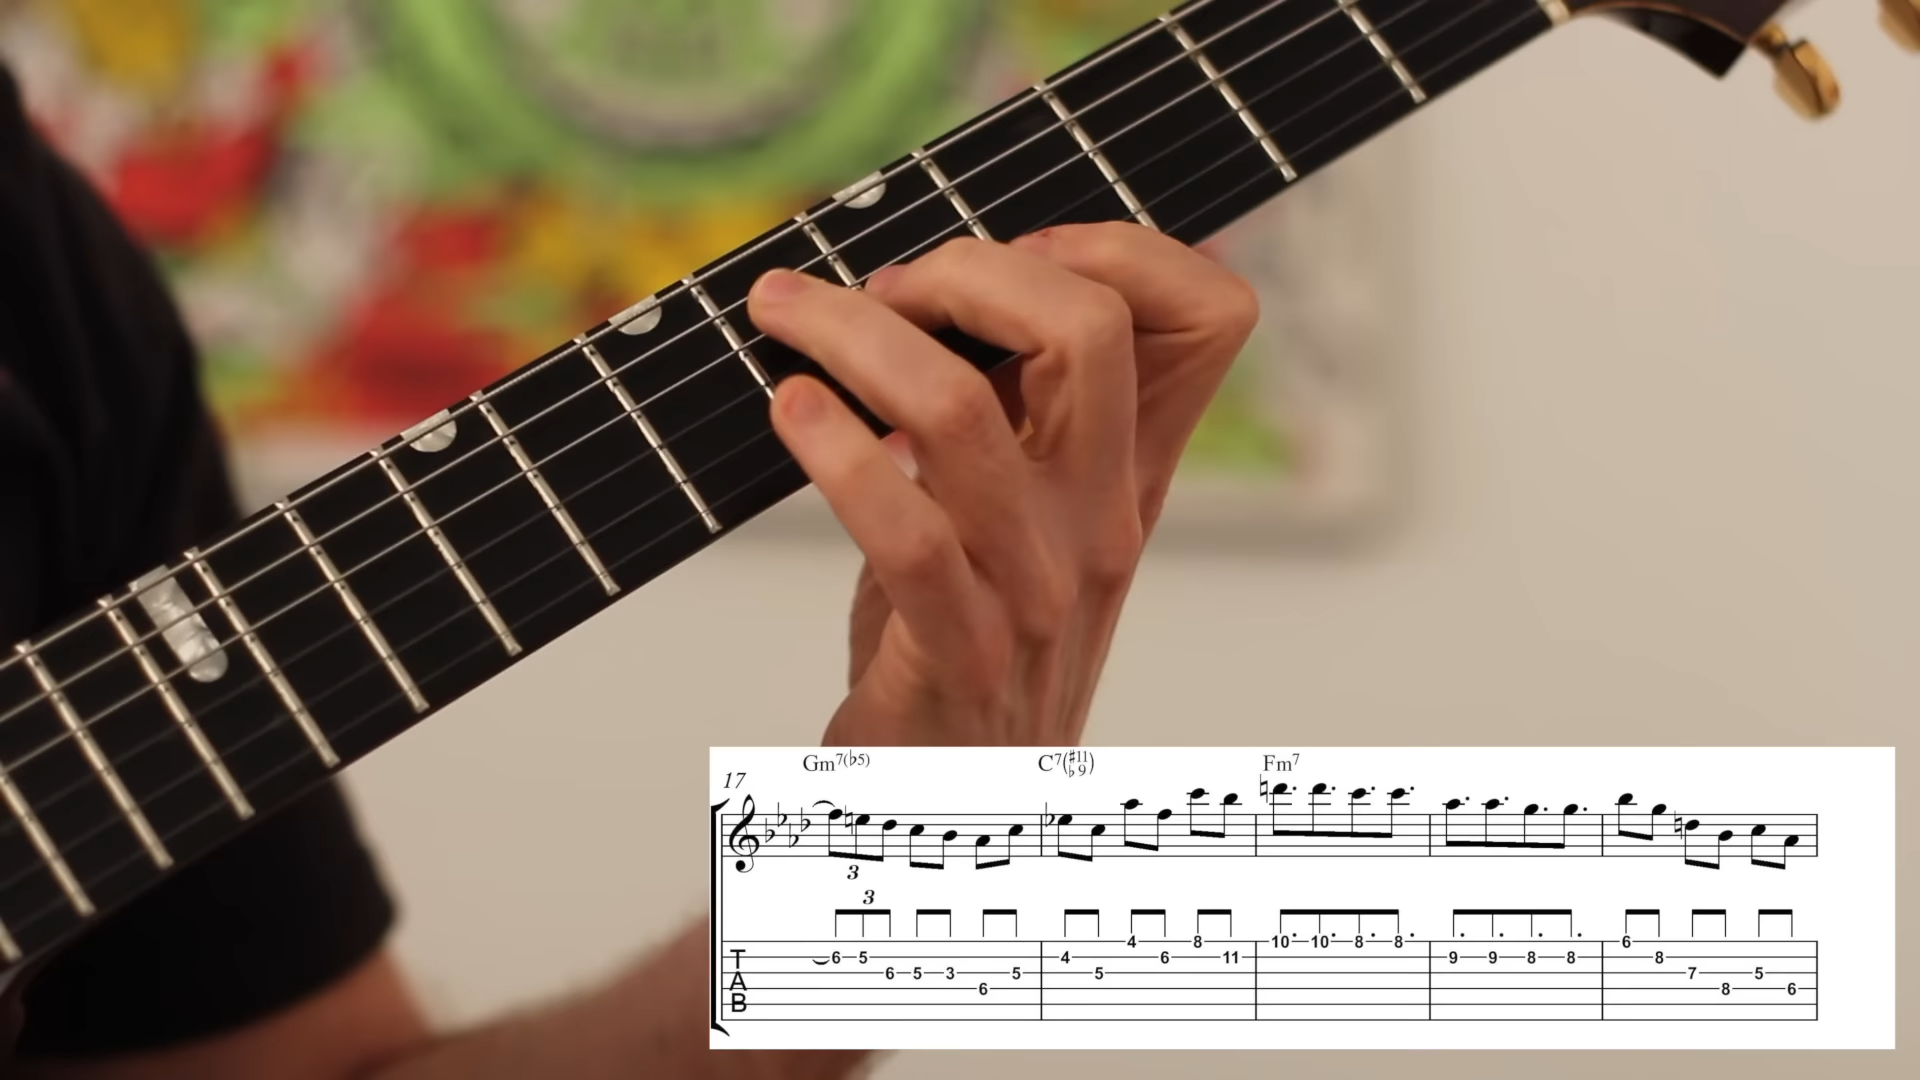 Gm7(♭5) C7(♯11 ♭9) Fm7
17
3
3
4 8 10 10 8 8 6
T 6 5 4 6 11 9 9 8 8 8
A 6 5 3 5 5 7 5
6 8 6
B